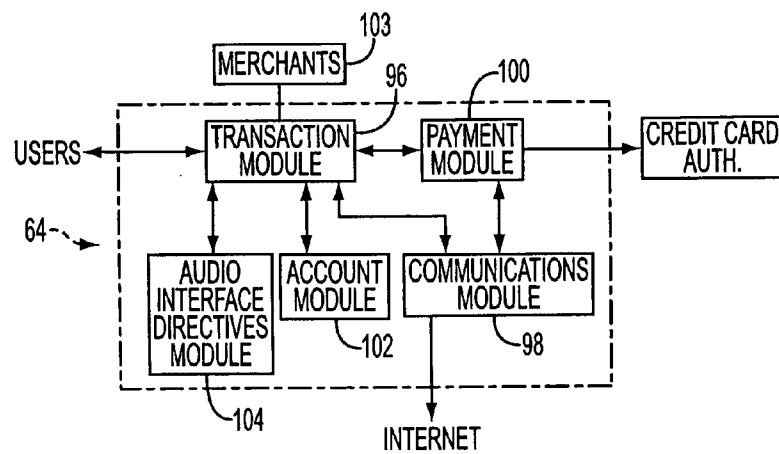 103
MERCHANTS
96
100
USERS
TRANSACTION
MODULE
PAYMENT
MODULE
CREDIT CARD
AUTH.
64
AUDIO
INTERFACE
DIRECTIVES
MODULE
ACCOUNT
MODULE
COMMUNICATIONS
MODULE
102
98
104
INTERNET